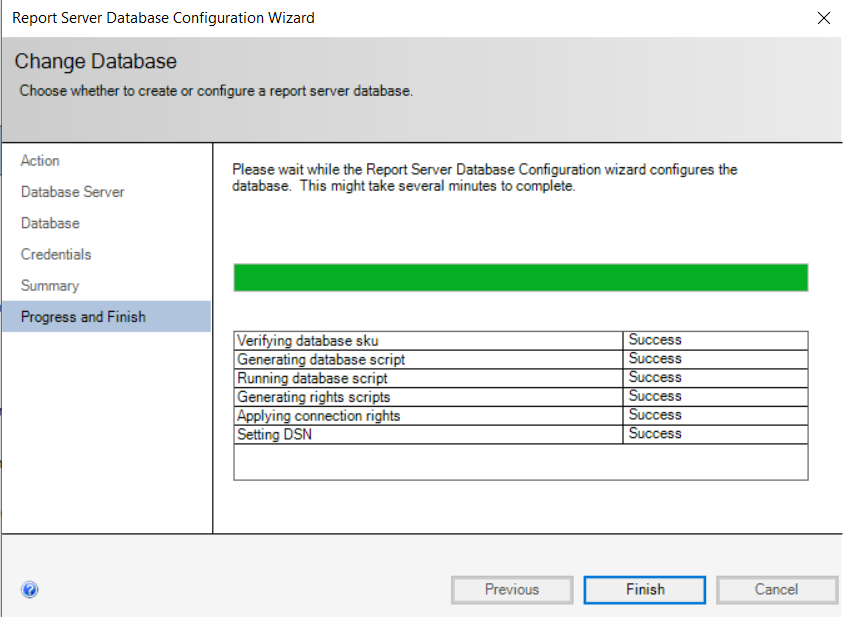 Report Server Database Configuration Wizard
Change Database
Choose whether to create or configure a report server database.
Action
Database Server
Database
Credentials
Summary
Progress and Finish
Please wait while the Report Server Database Configuration wizard configures the
database. This might take several minutes to complete.
Verifying database sku Success
Generating database script Success
Running database script Success
Generating rights scripts Success
Applying connection rights Success
Setting DSN Success
Previous Finish Cancel